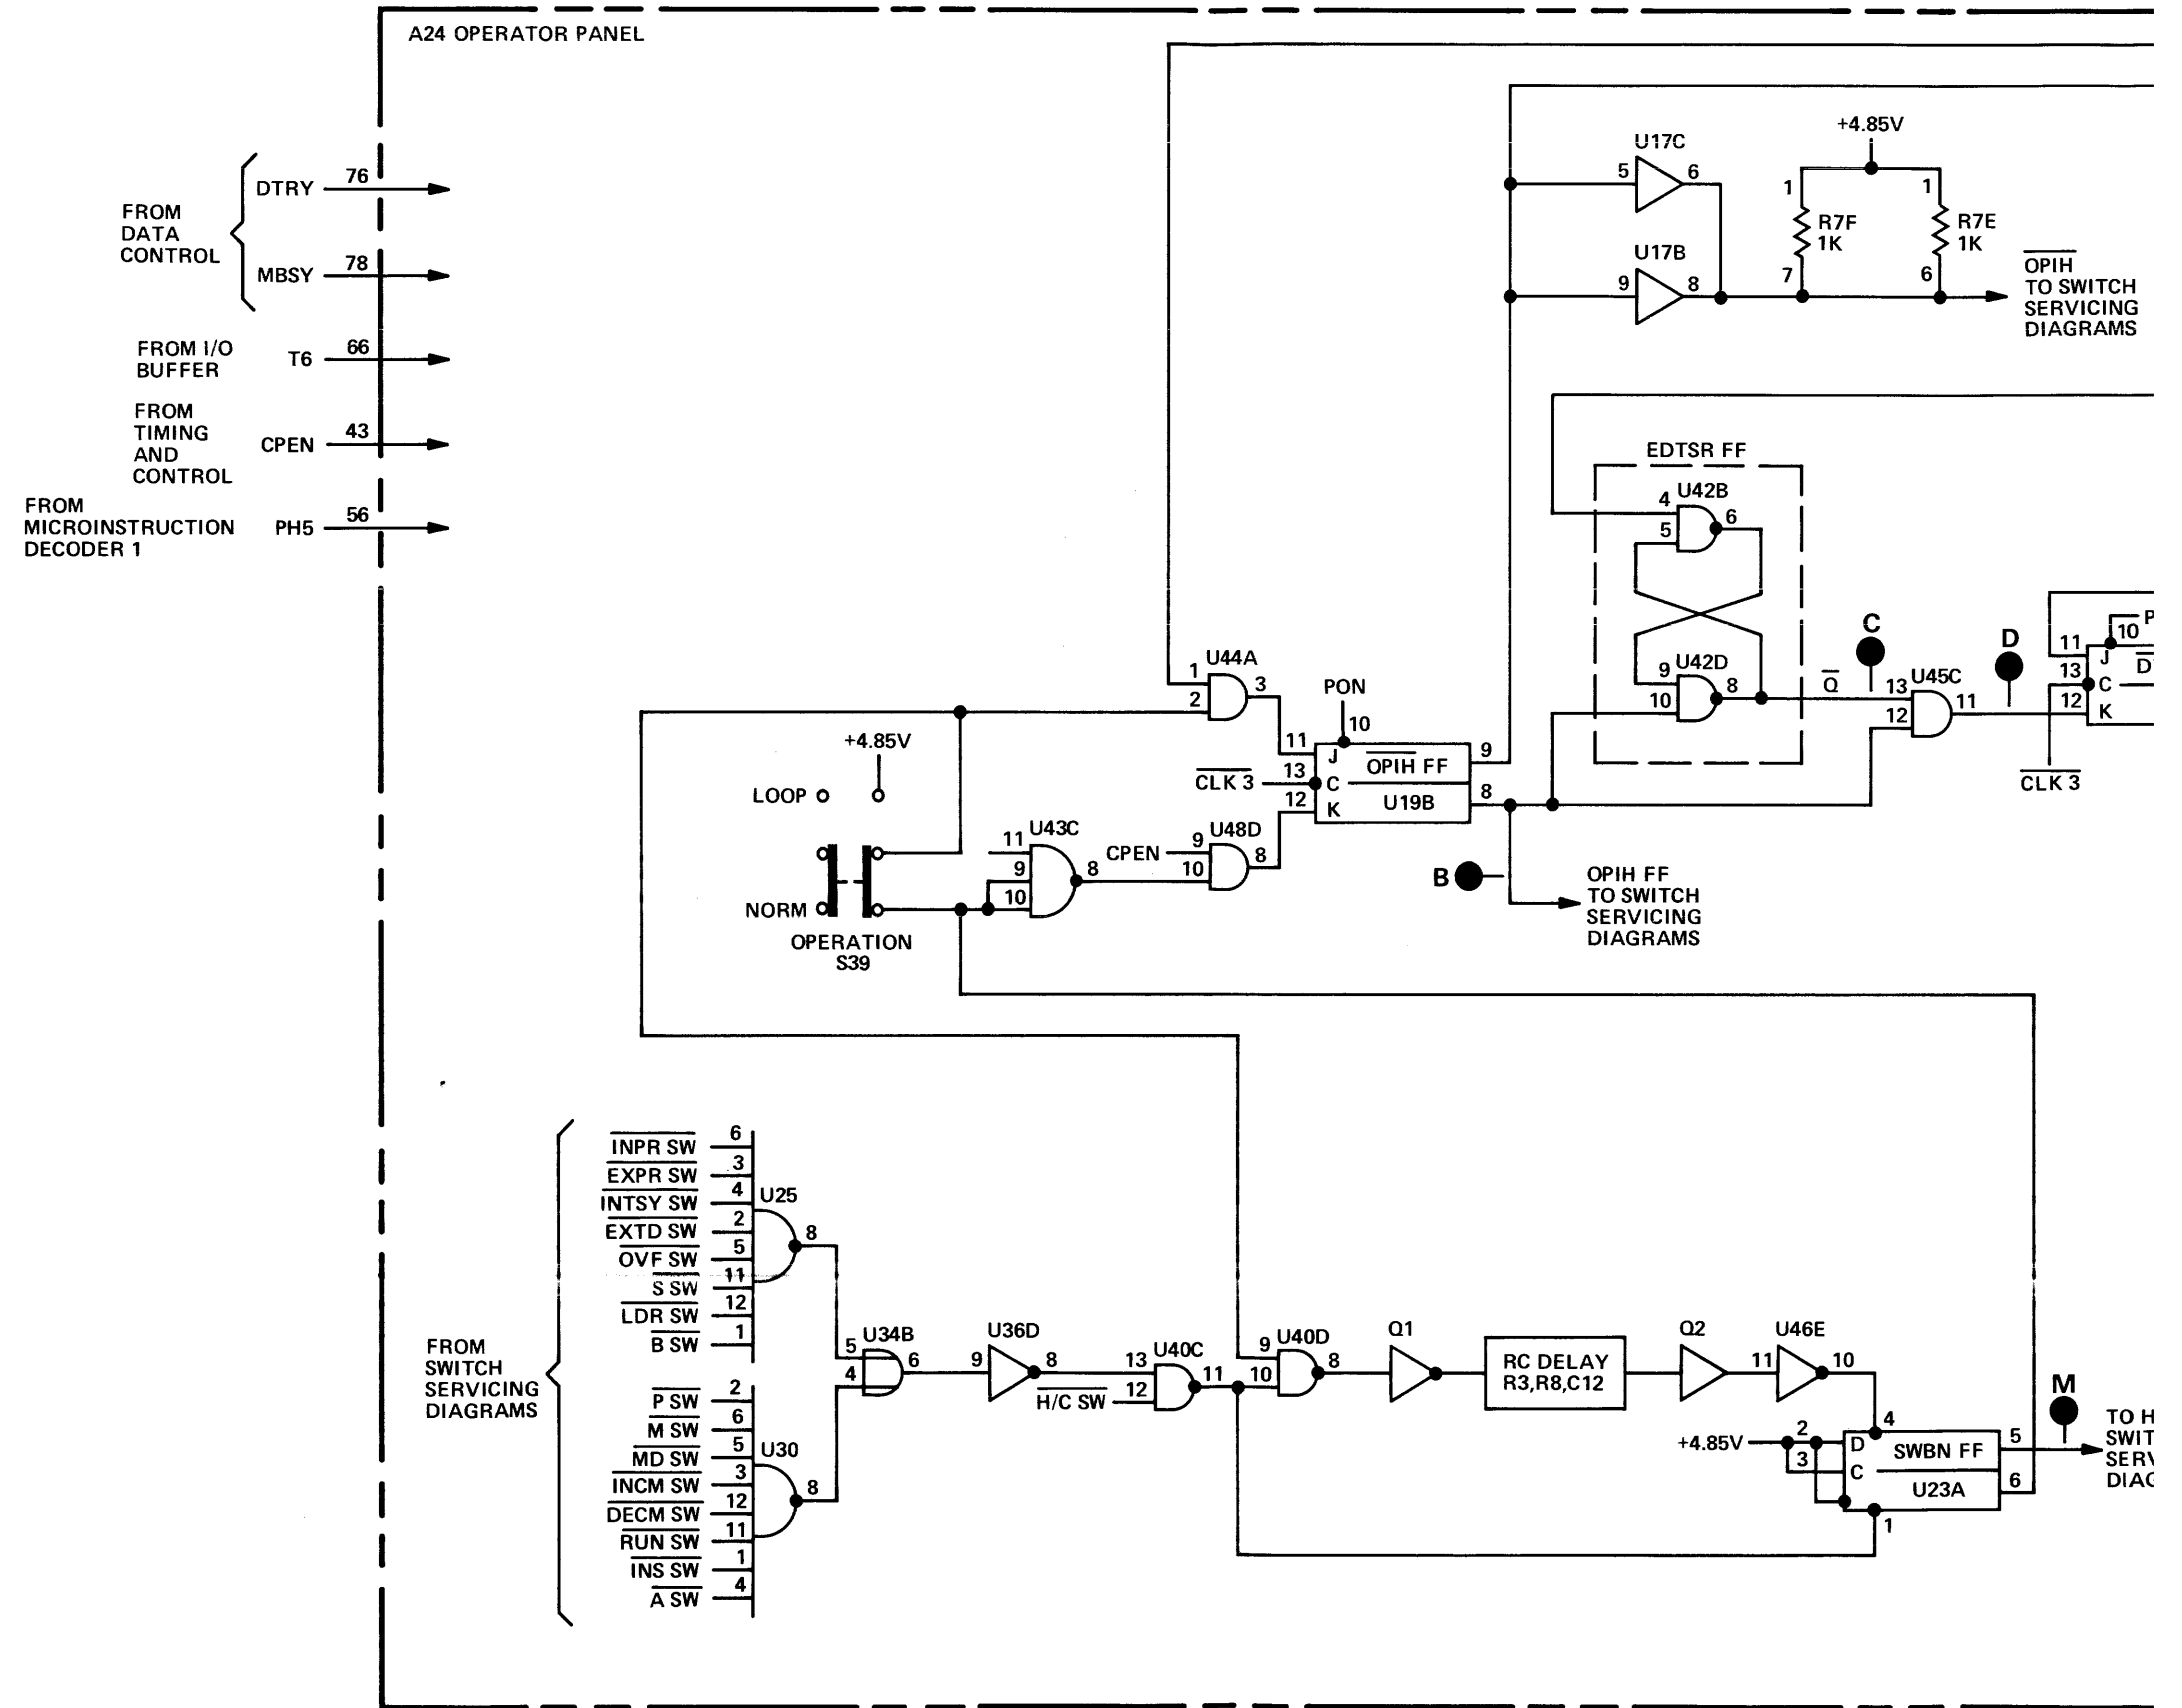 A24 OPERATOR PANEL
FROM
DATA
CONTROL
DTRY
76
MBSY
78
FROM I/O
BUFFER
T6
66
FROM
TIMING
AND
CONTROL
CPEN
43
FROM
MICROINSTRUCTION
DECODER 1
PH5
56
U17C
5
6
U17B
9
8
+4.85V
1
1
R7F
1K
R7E
1K
7
6
OPIH
TO SWITCH
SERVICING
DIAGRAMS
EDTSR FF
U42B
4
5
6
U42D
9
10
8
Q
C
U45C
13
12
11
D
11
10
13
12
J
C
K
CLK 3
U44A
1
2
3
PON
10
11
13
12
J
C
K
CLK 3
OPIH FF
U19B
9
8
+4.85V
LOOP
NORM
OPERATION
S39
U43C
11
9
10
8
CPEN
U48D
9
10
8
B
OPIH FF
TO SWITCH
SERVICING
DIAGRAMS
FROM
SWITCH
SERVICING
DIAGRAMS
INPR SW 6
EXPR SW 3
INTSY SW 4
EXTD SW 2
OVF SW 5
S SW 11
LDR SW 12
B SW 1
U25
8
P SW 2
M SW 6
MD SW 5
INCM SW 3
DECM SW 12
RUN SW 11
INS SW 1
A SW 4
U30
8
U34B
5
4
6
U36D
9
8
U40C
13
12
11
H/C SW
U40D
9
10
8
Q1
RC DELAY
R3,R8,C12
Q2
U46E
11
10
+4.85V
2
3
4
D
C
SWBN FF
U23A
5
6
1
M